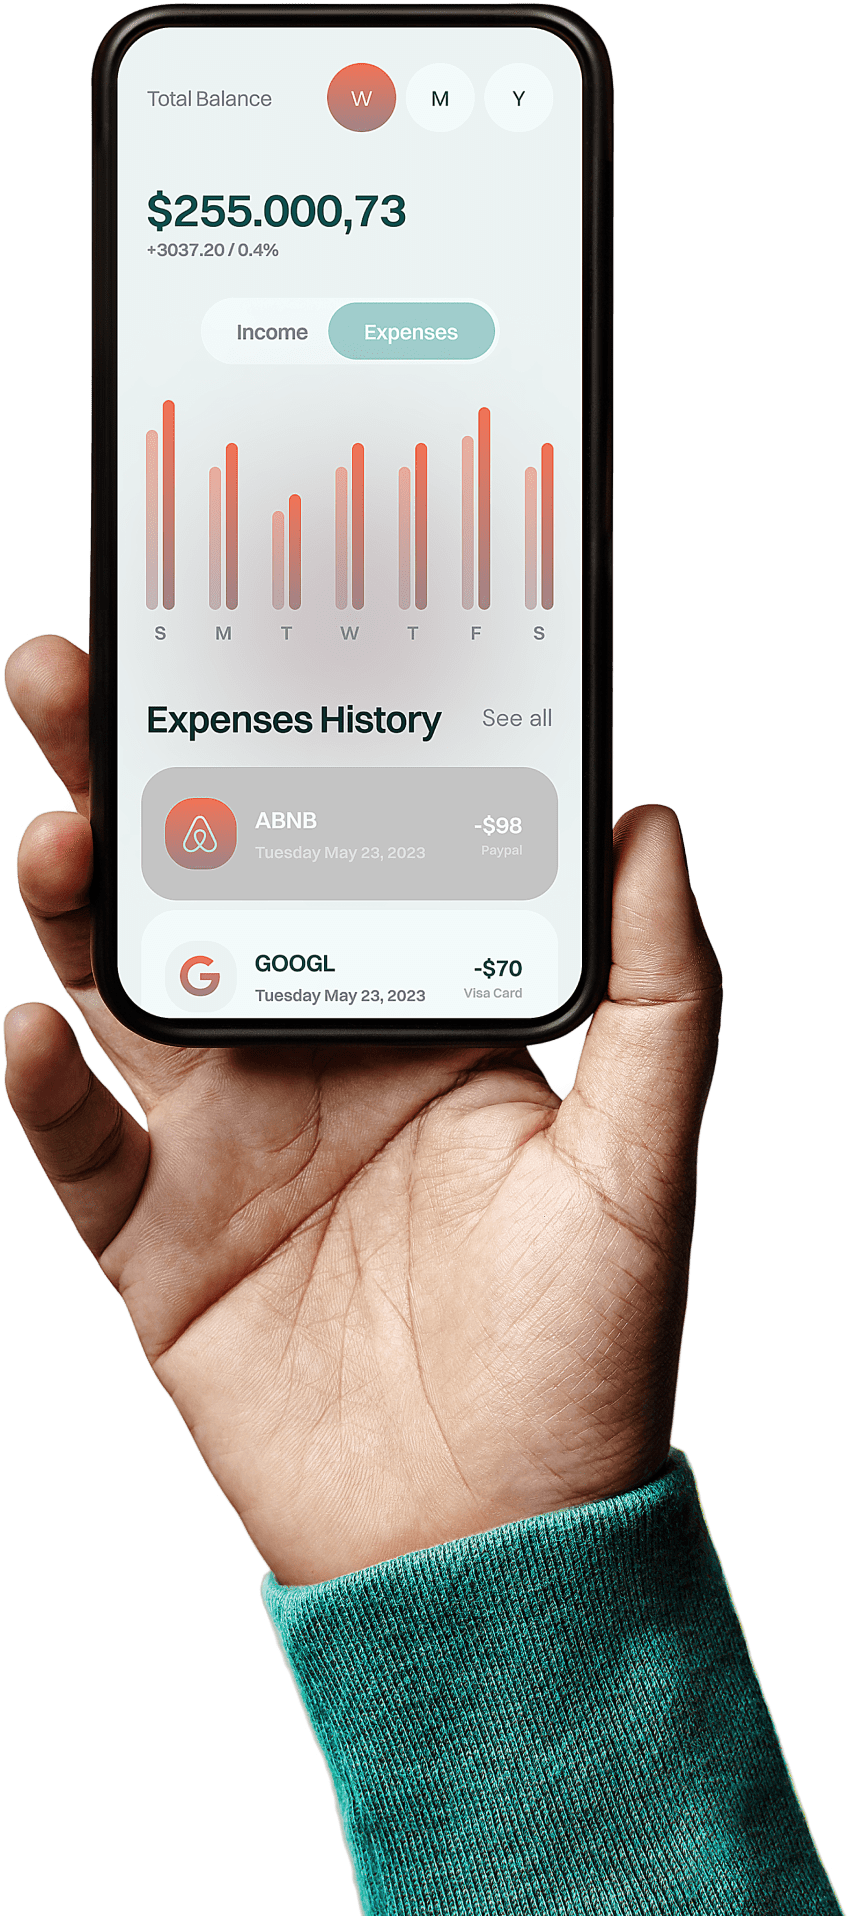 Total Balance W M Y
$255.000,73
+3037.20 / 0.4%
Income Expenses
S M T W T F S
Expenses History See all
ABNB -$98
Tuesday May 23, 2023 Paypal
GOOGL -$70
Tuesday May 23, 2023 Visa Card